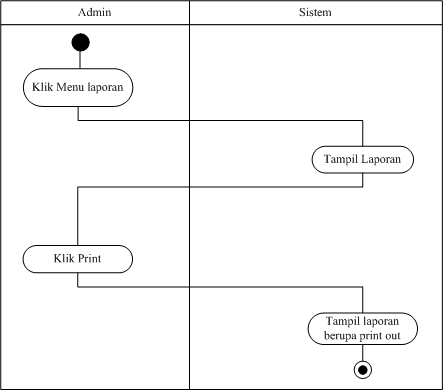 Admin
Sistem
Klik Menu laporan
Tampil Laporan
Klik Print
Tampil laporan
berupa print out